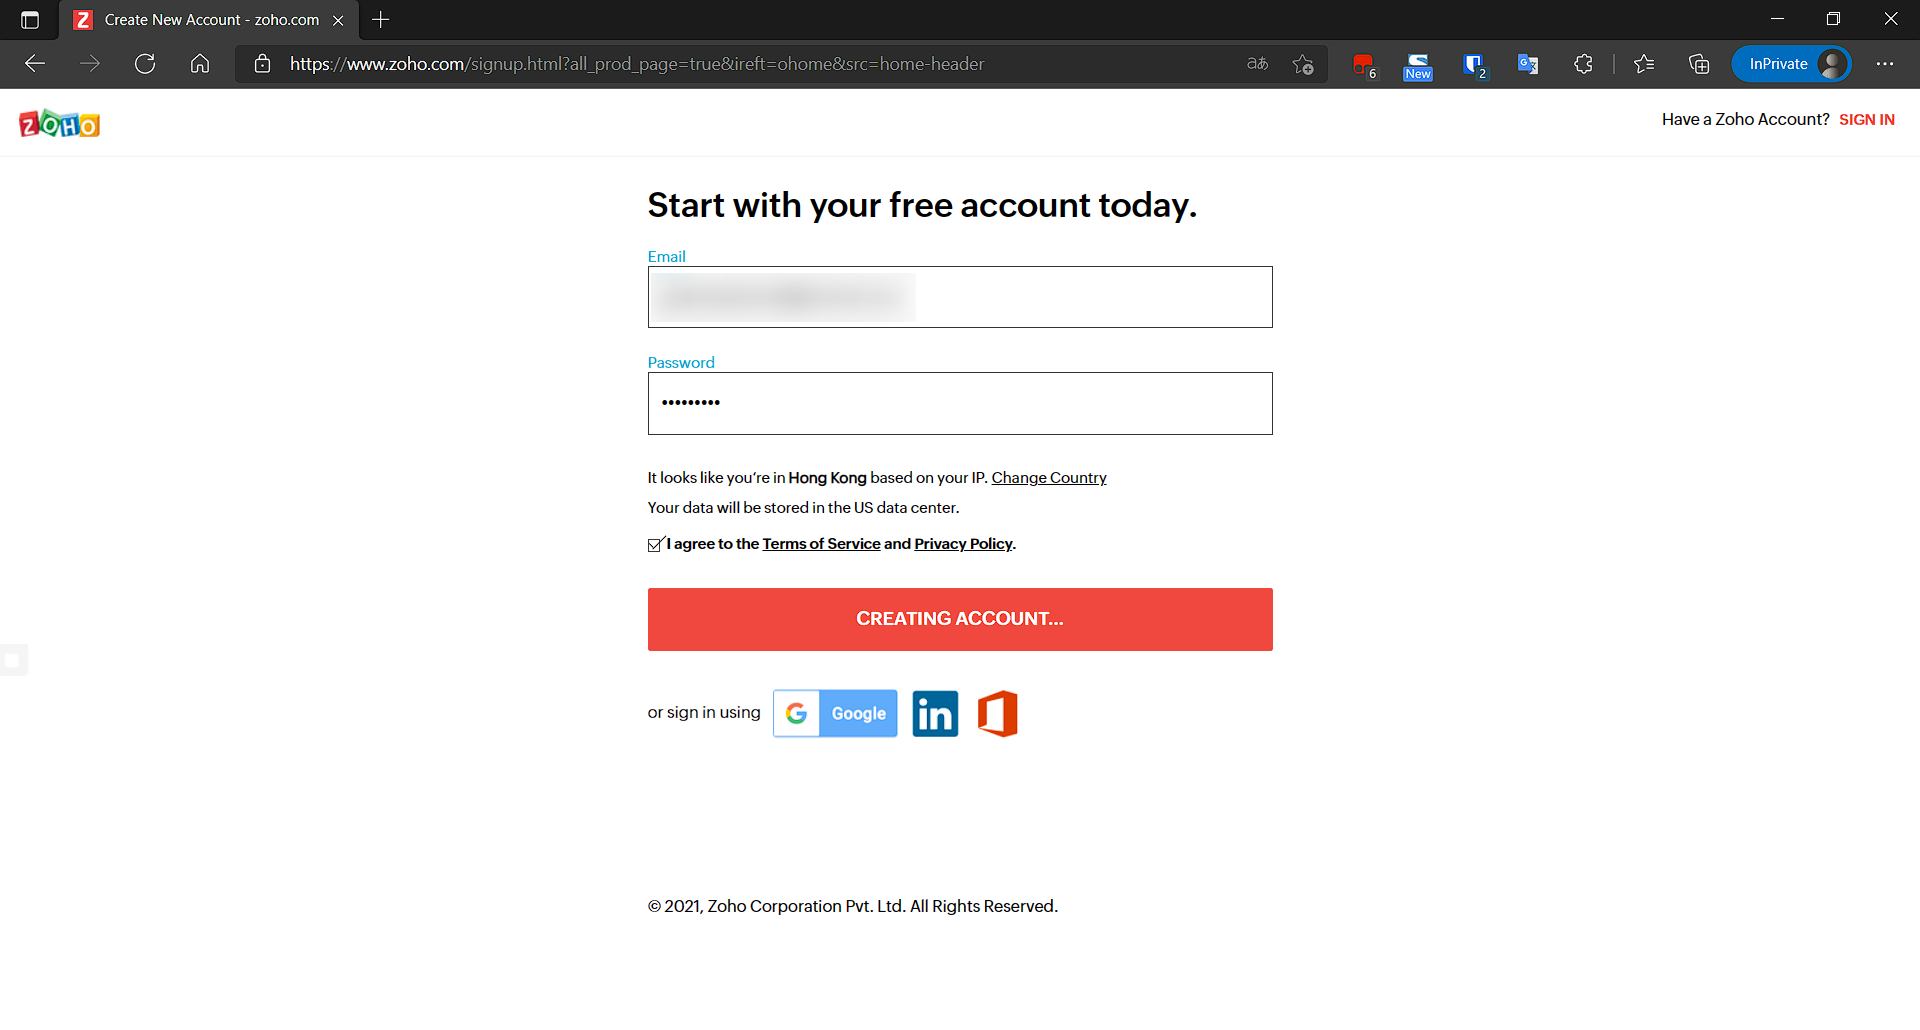 Create New Account - zoho.com
https://www.zoho.com/signup.html?all_prod_page=true&ireft=ohome&src=home-header
aあ
6
New
2
InPrivate
ZOHO
Have a Zoho Account? SIGN IN
Start with your free account today.
Email
Password
•••••••••
It looks like you're in Hong Kong based on your IP. Change Country
Your data will be stored in the US data center.
I agree to the Terms of Service and Privacy Policy.
CREATING ACCOUNT...
or sign in using G Google in
© 2021, Zoho Corporation Pvt. Ltd. All Rights Reserved.